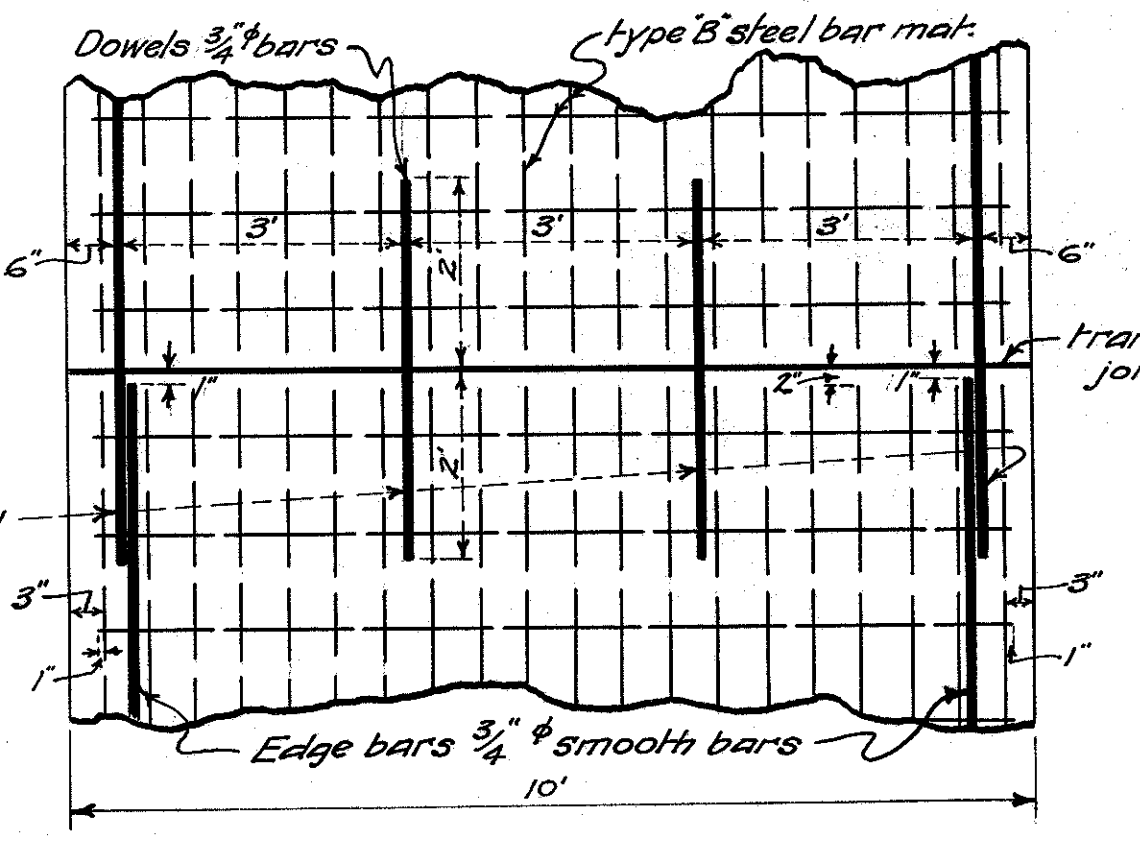 Dowels 3/4" ϕ bars
type "B" steel bar mat.
3' 3' 3'
6" 2' 6"
1" 2" 1"
2'
3" 3"
1" 1"
Edge bars 3/4" ϕ smooth bars
10'